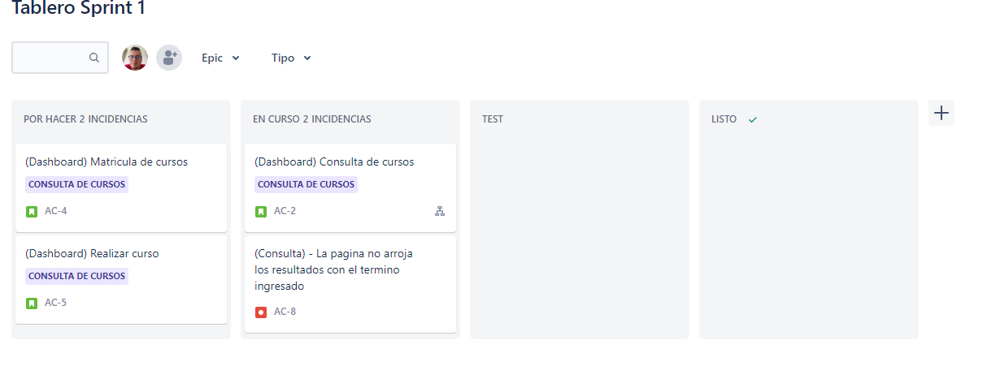 Tablero Sprint 1
Epic
Tipo
POR HACER 2 INCIDENCIAS
(Dashboard) Matricula de cursos
CONSULTA DE CURSOS
AC-4
(Dashboard) Realizar curso
CONSULTA DE CURSOS
AC-5
EN CURSO 2 INCIDENCIAS
(Dashboard) Consulta de cursos
CONSULTA DE CURSOS
AC-2
(Consulta) - La pagina no arroja
los resultados con el termino
ingresado
AC-8
TEST
LISTO